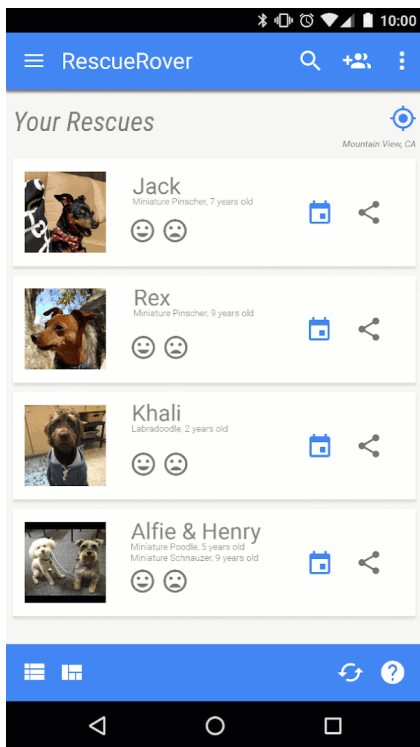 10:00
RescueRover
Your Rescues
Mountain View, CA
Jack
Miniature Pinscher, 7 years old
Rex
Miniature Pinscher, 9 years old
Khali
Labradoodle, 2 years old
Alfie & Henry
Miniature Poodle, 5 years old
Miniature Schnauzer, 9 years old